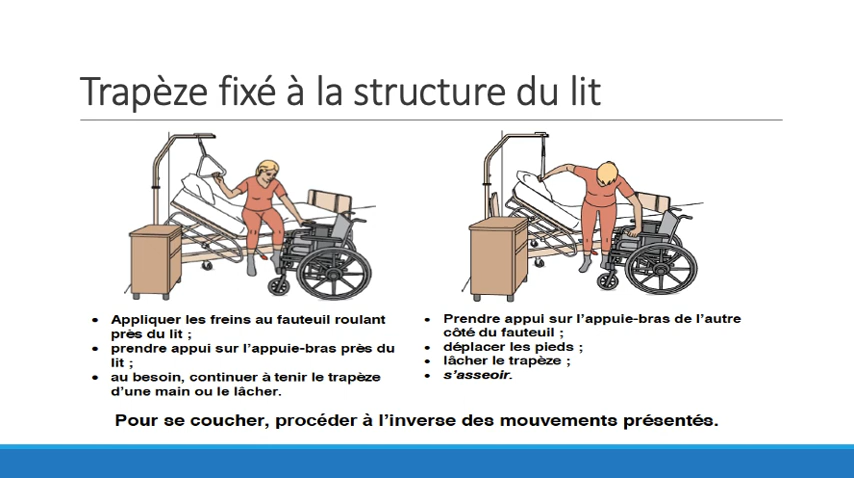 Trapèze fixé à la structure du lit
• Appliquer les freins au fauteuil roulant
près du lit ;
• prendre appui sur l'appuie-bras près du
lit ;
• au besoin, continuer à tenir le trapèze
d'une main ou le lâcher.
• Prendre appui sur l'appuie-bras de l'autre
côté du fauteuil ;
• déplacer les pieds ;
• lâcher le trapèze ;
• s'asseoir.
Pour se coucher, procéder à l'inverse des mouvements présentés.